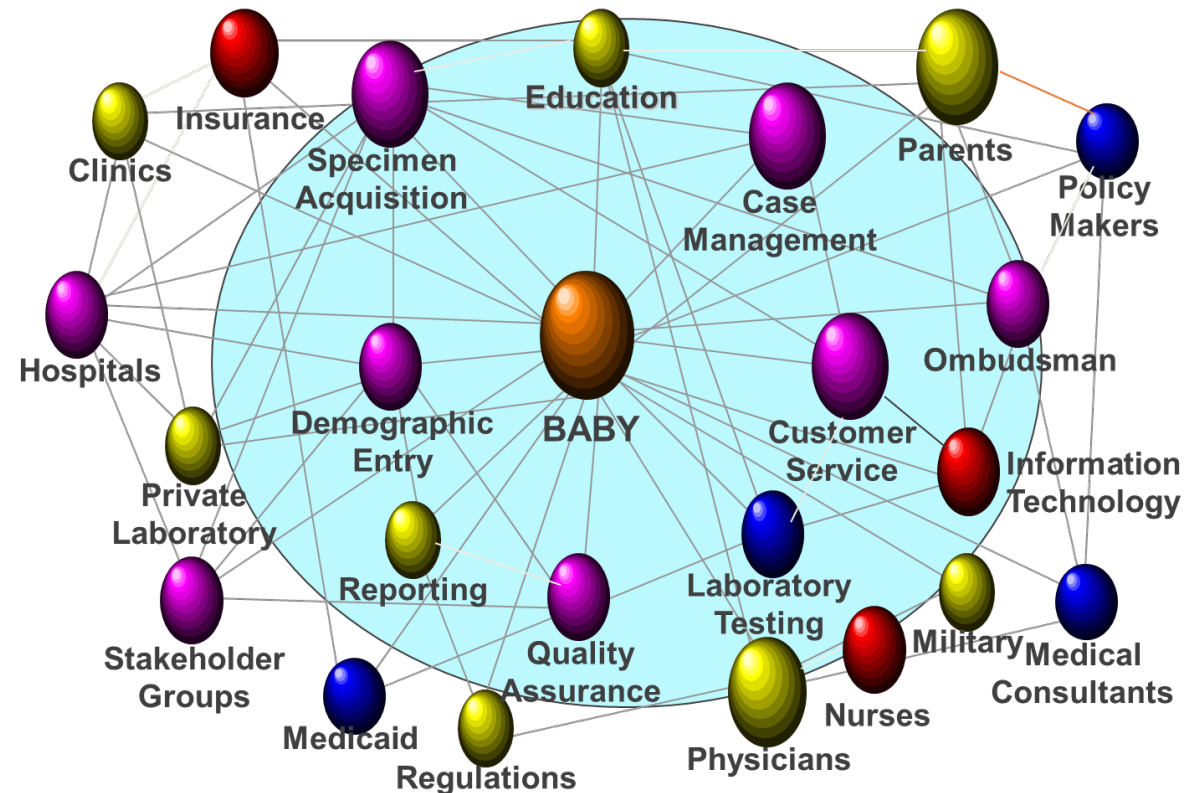 Education
Insurance
Parents
Clinics
Specimen
Acquisition
Policy
Makers
Case
Management
Hospitals
Ombudsman
Demographic
Entry
BABY
Customer
Service
Information
Technology
Private
Laboratory
Reporting
Laboratory
Testing
Military
Stakeholder
Groups
Quality
Assurance
Medical
Consultants
Nurses
Medicaid
Physicians
Regulations